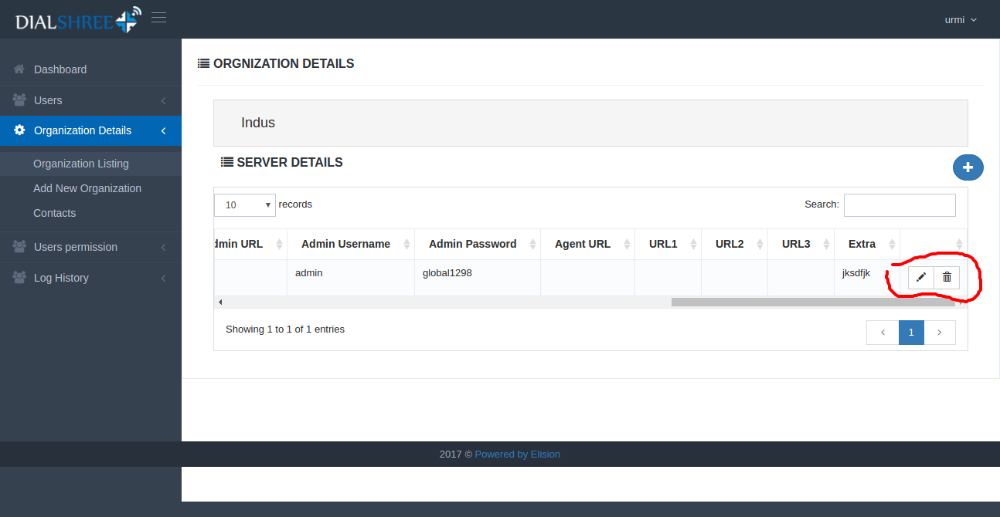 DIALSHREE
urmi
Dashboard
Users
Organization Details
Organization Listing
Add New Organization
Contacts
Users permission
Log History
ORGNIZATION DETAILS
Indus
SERVER DETAILS
10 records Search:
dmin URL Admin Username Admin Password Agent URL URL1 URL2 URL3 Extra
admin global1298 jksdfjk
Showing 1 to 1 of 1 entries
1
2017 © Powered by Elision